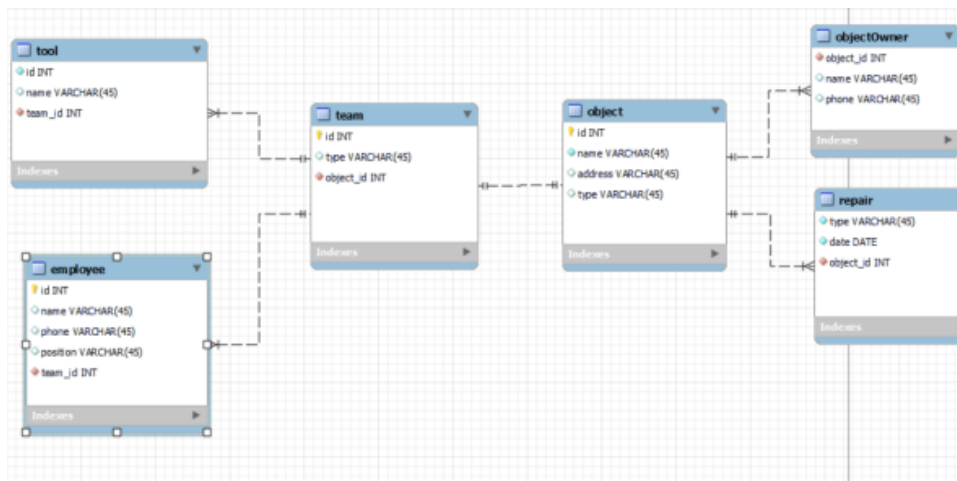 tool
id INT
name VARCHAR(45)
team_id INT
Indexes
employee
id INT
name VARCHAR(45)
phone VARCHAR(45)
position VARCHAR(45)
team_id INT
Indexes
team
id INT
type VARCHAR(45)
object_id INT
Indexes
object
id INT
name VARCHAR(45)
address VARCHAR(45)
type VARCHAR(45)
Indexes
objectOwner
object_id INT
name VARCHAR(45)
phone VARCHAR(45)
Indexes
repair
type VARCHAR(45)
date DATE
object_id INT
Indexes